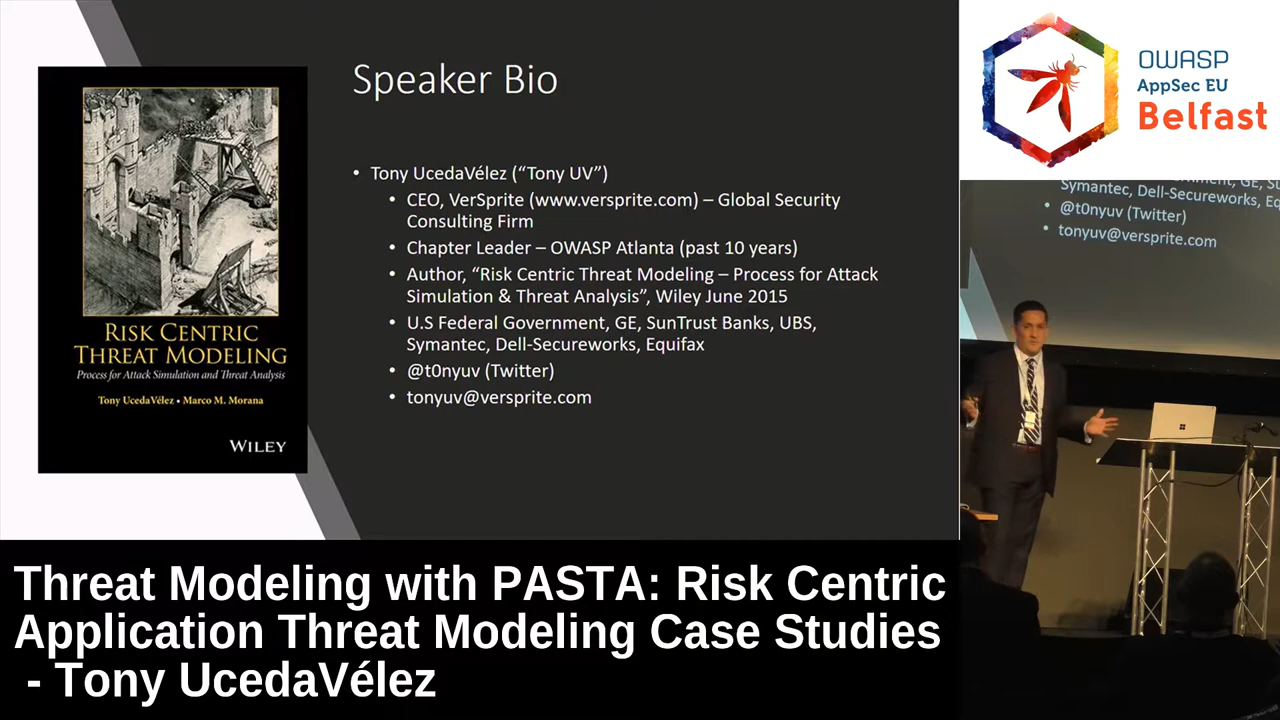 Speaker Bio
• Tony UcedaVélez (“Tony UV”)
• CEO, VerSprite (www.versprite.com) – Global Security
Consulting Firm
• Chapter Leader – OWASP Atlanta (past 10 years)
• Author, “Risk Centric Threat Modeling – Process for Attack
Simulation & Threat Analysis”, Wiley June 2015
• U.S Federal Government, GE, SunTrust Banks, UBS,
Symantec, Dell-Secureworks, Equifax
• @t0nyuv (Twitter)
• tonyuv@versprite.com
RISK CENTRIC
THREAT MODELING
Process for Attack Simulation and Threat Analysis
Tony UcedaVélez • Marco M. Morana
WILEY
OWASP
AppSec EU
Belfast
GE,
Symantec, Dell-Secureworks,
• @t0nyuv (Twitter)
• tonyuv@versprite.com
Threat Modeling with PASTA: Risk Centric
Application Threat Modeling Case Studies
- Tony UcedaVélez